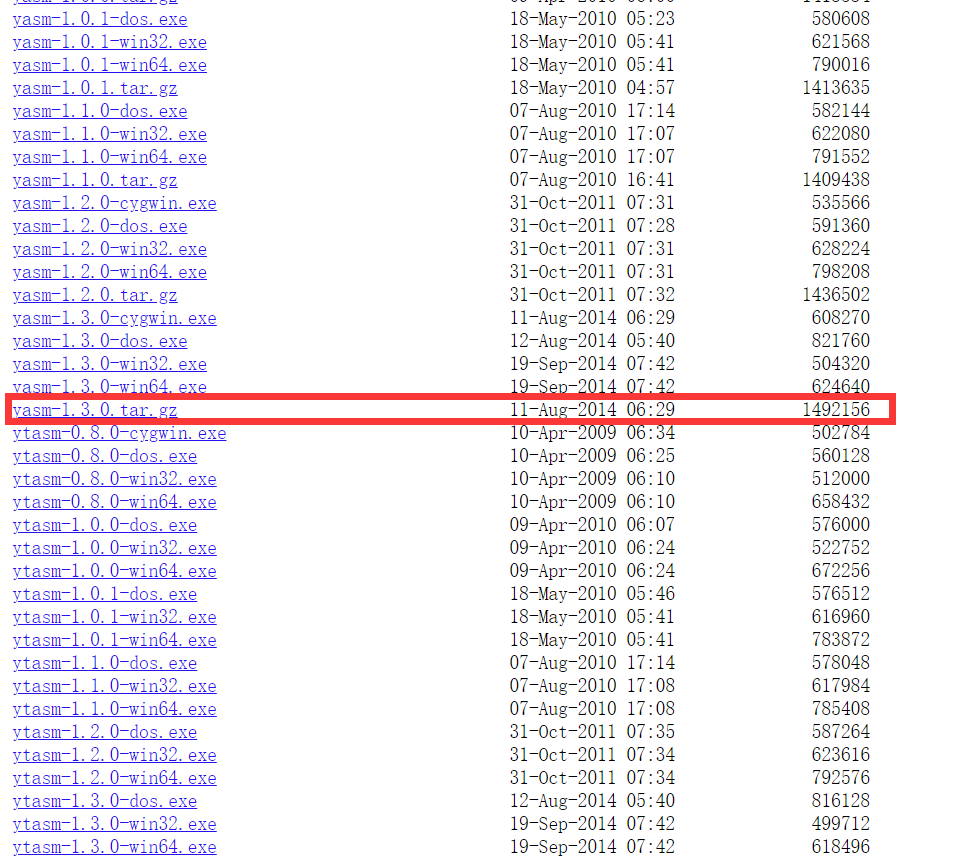 yasm-1.0.1-dos.exe 18-May-2010 05:23 580608
yasm-1.0.1-win32.exe 18-May-2010 05:41 621568
yasm-1.0.1-win64.exe 18-May-2010 05:41 790016
yasm-1.0.1.tar.gz 18-May-2010 04:57 1413635
yasm-1.1.0-dos.exe 07-Aug-2010 17:14 582144
yasm-1.1.0-win32.exe 07-Aug-2010 17:07 622080
yasm-1.1.0-win64.exe 07-Aug-2010 17:07 791552
yasm-1.1.0.tar.gz 07-Aug-2010 16:41 1409438
yasm-1.2.0-cygwin.exe 31-Oct-2011 07:31 535566
yasm-1.2.0-dos.exe 31-Oct-2011 07:28 591360
yasm-1.2.0-win32.exe 31-Oct-2011 07:31 628224
yasm-1.2.0-win64.exe 31-Oct-2011 07:31 798208
yasm-1.2.0.tar.gz 31-Oct-2011 07:32 1436502
yasm-1.3.0-cygwin.exe 11-Aug-2014 06:29 608270
yasm-1.3.0-dos.exe 12-Aug-2014 05:40 821760
yasm-1.3.0-win32.exe 19-Sep-2014 07:42 504320
yasm-1.3.0-win64.exe 19-Sep-2014 07:42 624640
yasm-1.3.0.tar.gz 11-Aug-2014 06:29 1492156
ytasm-0.8.0-cygwin.exe 10-Apr-2009 06:34 502784
ytasm-0.8.0-dos.exe 10-Apr-2009 06:25 560128
ytasm-0.8.0-win32.exe 10-Apr-2009 06:10 512000
ytasm-0.8.0-win64.exe 10-Apr-2009 06:10 658432
ytasm-1.0.0-dos.exe 09-Apr-2010 06:07 576000
ytasm-1.0.0-win32.exe 09-Apr-2010 06:24 522752
ytasm-1.0.0-win64.exe 09-Apr-2010 06:24 672256
ytasm-1.0.1-dos.exe 18-May-2010 05:46 576512
ytasm-1.0.1-win32.exe 18-May-2010 05:41 616960
ytasm-1.0.1-win64.exe 18-May-2010 05:41 783872
ytasm-1.1.0-dos.exe 07-Aug-2010 17:14 578048
ytasm-1.1.0-win32.exe 07-Aug-2010 17:08 617984
ytasm-1.1.0-win64.exe 07-Aug-2010 17:08 785408
ytasm-1.2.0-dos.exe 31-Oct-2011 07:35 587264
ytasm-1.2.0-win32.exe 31-Oct-2011 07:34 623616
ytasm-1.2.0-win64.exe 31-Oct-2011 07:34 792576
ytasm-1.3.0-dos.exe 12-Aug-2014 05:40 816128
ytasm-1.3.0-win32.exe 19-Sep-2014 07:42 499712
ytasm-1.3.0-win64.exe 19-Sep-2014 07:42 618496